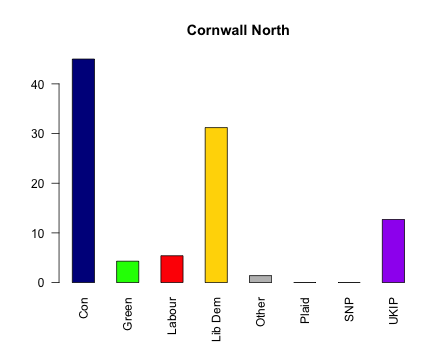 Cornwall North
40
30
20
10
0
Con
Green
Labour
Lib Dem
Other
Plaid
SNP
UKIP